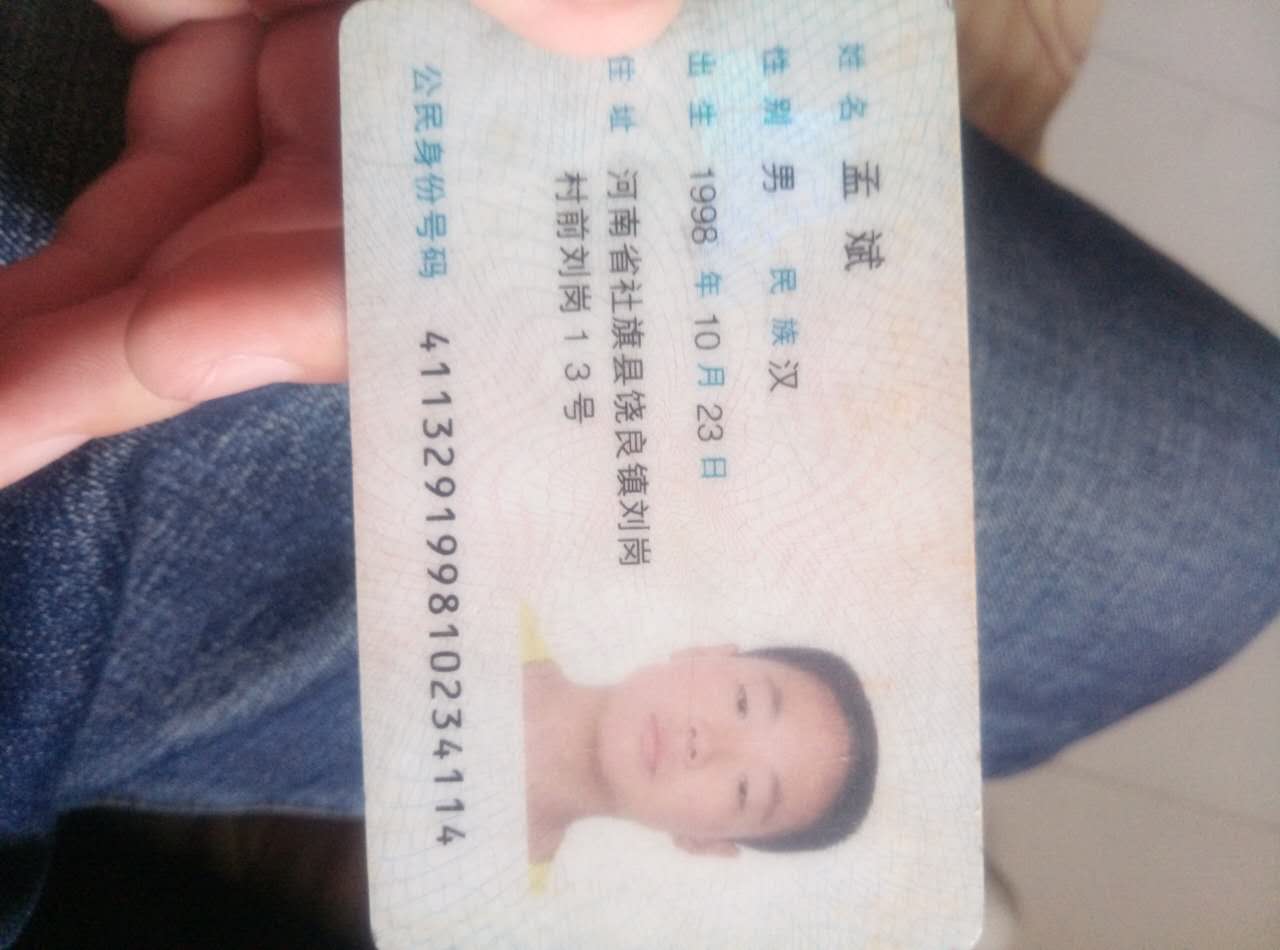 姓名 孟斌
性别 男 民族 汉
出生 1998 年 10 月 23 日
住址 河南省社旗县饶良镇刘岗
村前刘岗13号
公民身份号码 411329199810234114